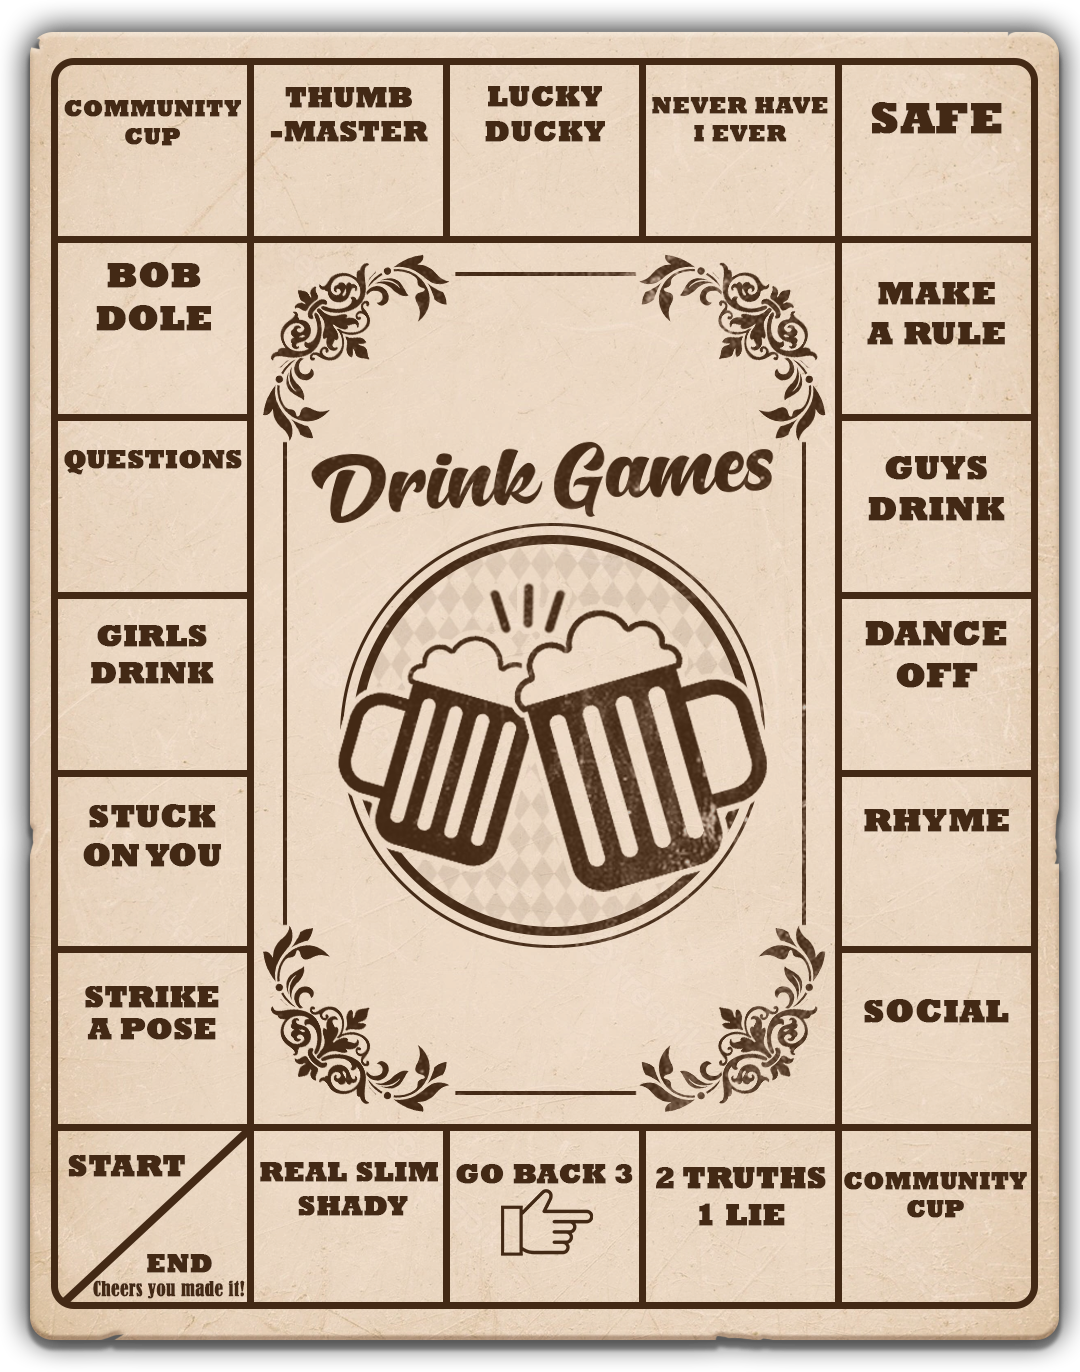 COMMUNITY
CUP
THUMB
-MASTER
LUCKY
DUCKY
NEVER HAVE
I EVER
SAFE
BOB
DOLE
MAKE
A RULE
QUESTIONS
GUYS
DRINK
Drink Games
GIRLS
DRINK
DANCE
OFF
STUCK
ON YOU
RHYME
STRIKE
A POSE
SOCIAL
START
END
Cheers you made it!
REAL SLIM
SHADY
GO BACK 3
2 TRUTHS
1 LIE
COMMUNITY
CUP